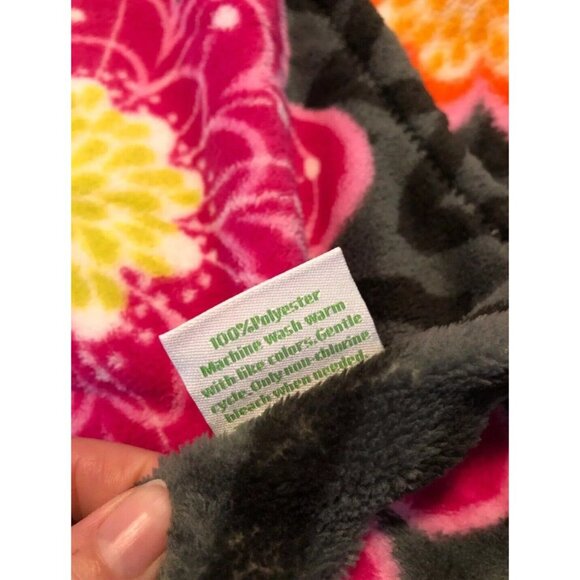 100%Polyester
Machine wash warm
with like colors.Gentle
cycle.Only non-chlorine
bleach when needed.